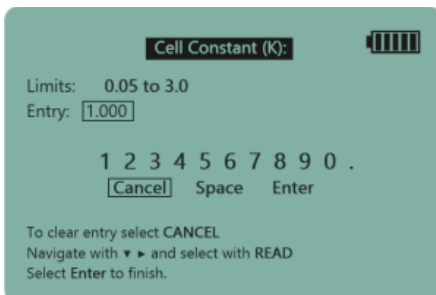 Cell Constant (K):
Limits: 0.05 to 3.0
Entry: 1.000
1 2 3 4 5 6 7 8 9 0 .
Cancel Space Enter
To clear entry select CANCEL
Navigate with ▾ ▸ and select with READ
Select Enter to finish.